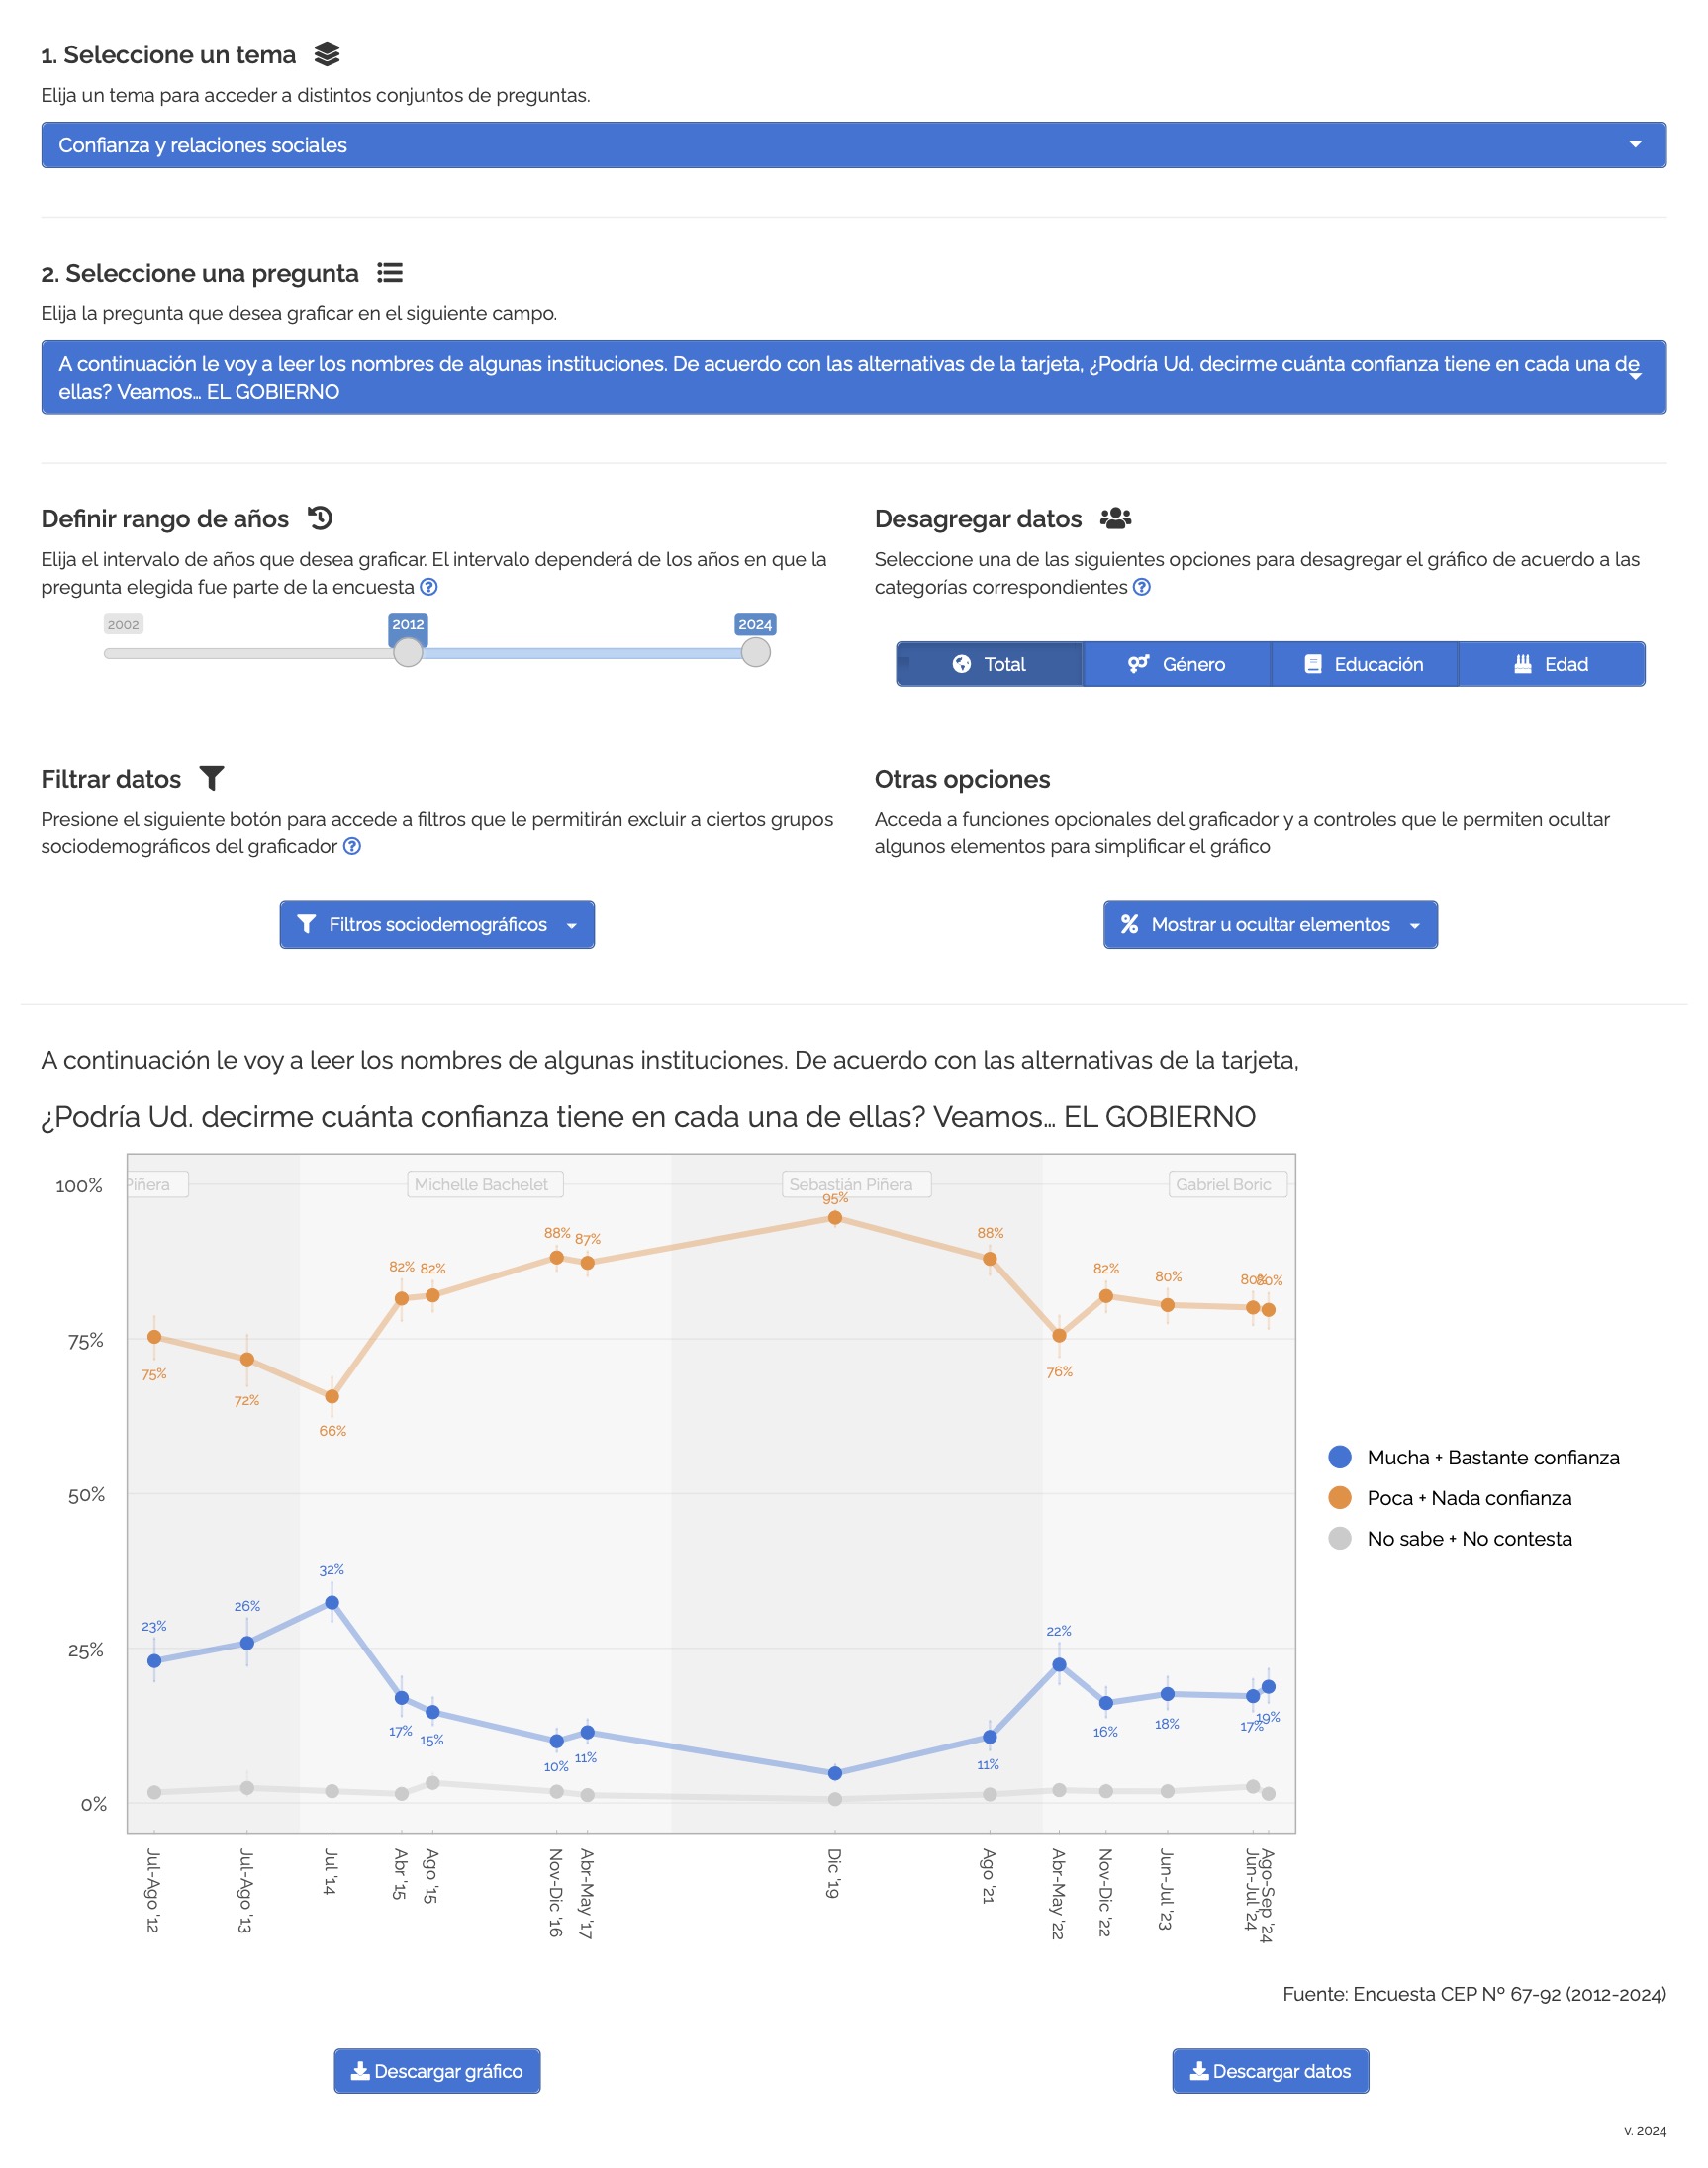 1. Seleccione un tema
Elija un tema para acceder a distintos conjuntos de preguntas.
Confianza y relaciones sociales
2. Seleccione una pregunta
Elija la pregunta que desea graficar en el siguiente campo.
A continuación le voy a leer los nombres de algunas instituciones. De acuerdo con las alternativas de la tarjeta, ¿Podría Ud. decirme cuánta confianza tiene en cada una de
ellas? Veamos... EL GOBIERNO
Definir rango de años
Elija el intervalo de años que desea graficar. El intervalo dependerá de los años en que la
pregunta elegida fue parte de la encuesta
2002
2012
2024
Desagregar datos
Seleccione una de las siguientes opciones para desagregar el gráfico de acuerdo a las
categorías correspondientes
Total
Género
Educación
Edad
Filtrar datos
Presione el siguiente botón para accede a filtros que le permitirán excluir a ciertos grupos
sociodemográficos del graficador
Filtros sociodemográficos
Otras opciones
Acceda a funciones opcionales del graficador y a controles que le permiten ocultar
algunos elementos para simplificar el gráfico
% Mostrar u ocultar elementos
A continuación le voy a leer los nombres de algunas instituciones. De acuerdo con las alternativas de la tarjeta,
¿Podría Ud. decirme cuánta confianza tiene en cada una de ellas? Veamos... EL GOBIERNO
Piñera
Michelle Bachelet
Sebastián Piñera
Gabriel Boric
100%
75%
50%
25%
0%
75%
72%
66%
82%
82%
88%
87%
95%
88%
76%
82%
80%
80%
80%
23%
26%
32%
17%
15%
10%
11%
11%
22%
16%
18%
17%
19%
Jul-Ago '12
Jul-Ago '13
Jul '14
Abr '15
Ago '15
Nov-Dic '16
Abr-May '17
Dic '19
Ago '21
Abr-May '22
Nov-Dic '22
Jun-Jul '23
Jun-Jul '24
Ago-Sep '24
Mucha + Bastante confianza
Poca + Nada confianza
No sabe + No contesta
Fuente: Encuesta CEP Nº 67-92 (2012-2024)
Descargar gráfico
Descargar datos
v. 2024